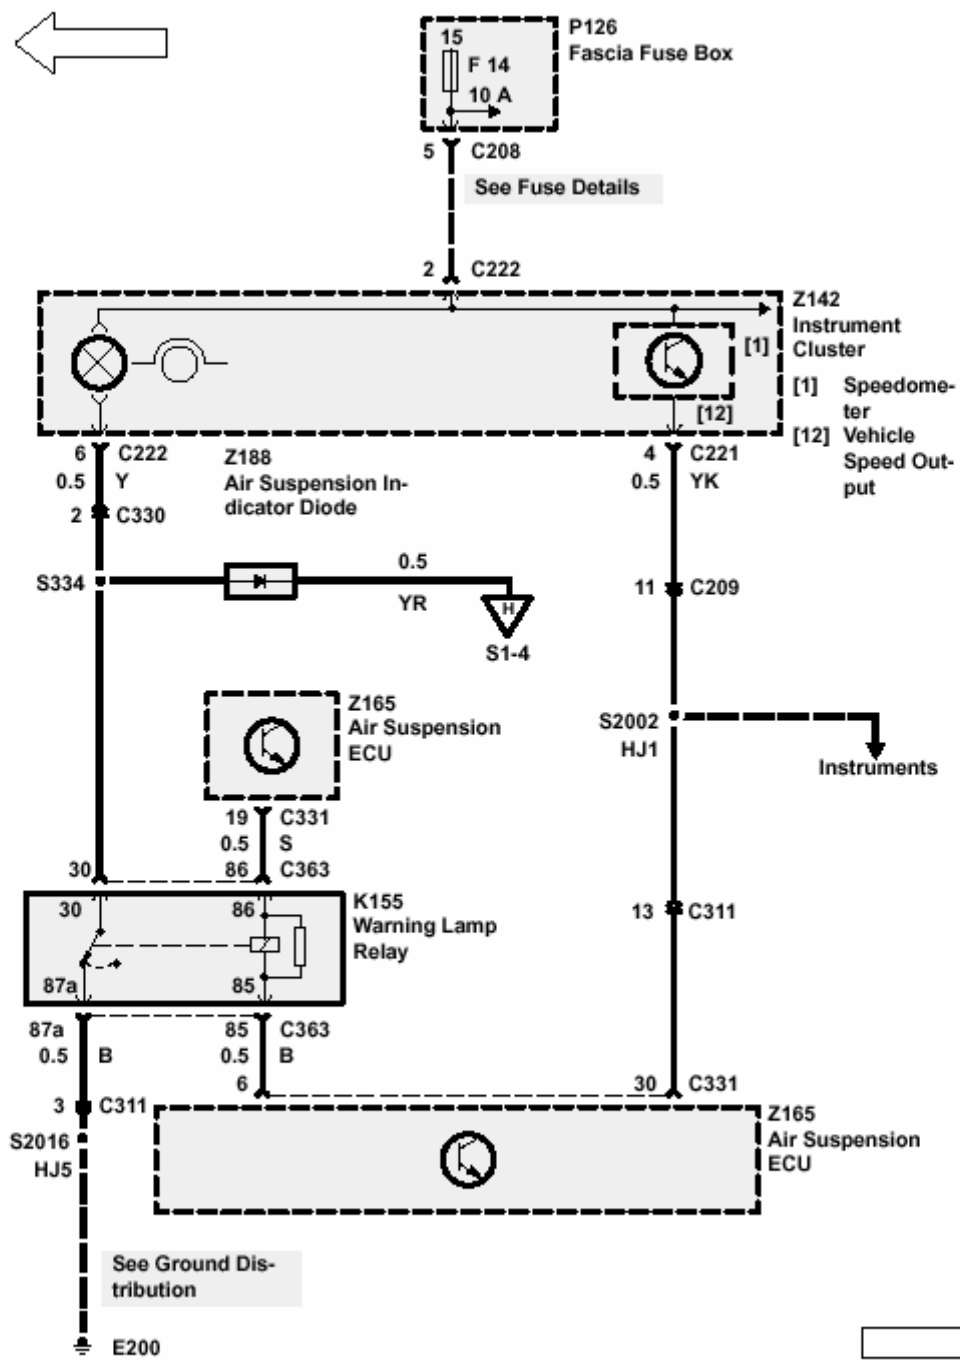 15
F 14
10 A
P126
Fascia Fuse Box
5 C208
See Fuse Details
2 C222
Z142
Instrument
Cluster
[1]
[12]
[1] Speedome-
ter
[12] Vehicle
Speed Out-
put
6 C222
0.5 Y
2 C330
Z188
Air Suspension In-
dicator Diode
4 C221
0.5 YK
S334
0.5
YR
H
S1-4
11 C209
Z165
Air Suspension
ECU
S2002
HJ1
Instruments
19 C331
0.5 S
30
86 C363
30
86
87a
85
K155
Warning Lamp
Relay
13 C311
87a
0.5 B
85 C363
0.5 B
6
30 C331
3 C311
S2016
HJ5
Z165
Air Suspension
ECU
See Ground Dis-
tribution
E200